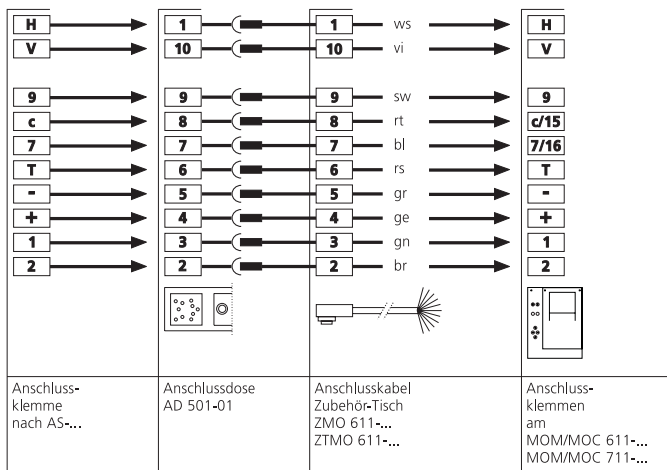 H 1 1 ws H
V 10 10 vi V
9 9 9 sw 9
c 8 8 rt c/15
7 7 7 bl 7/16
T 6 6 rs T
- 5 5 gr -
+ 4 4 ge +
1 3 3 gn 1
2 2 2 br 2
Anschluss-
klemme
nach AS-...
Anschlussdose
AD 501-01
Anschlusskabel
Zubehör-Tisch
ZMO 611-...
ZTMO 611-...
Anschluss-
klemmen
am
MOM/MOC 611-...
MOM/MOC 711-...